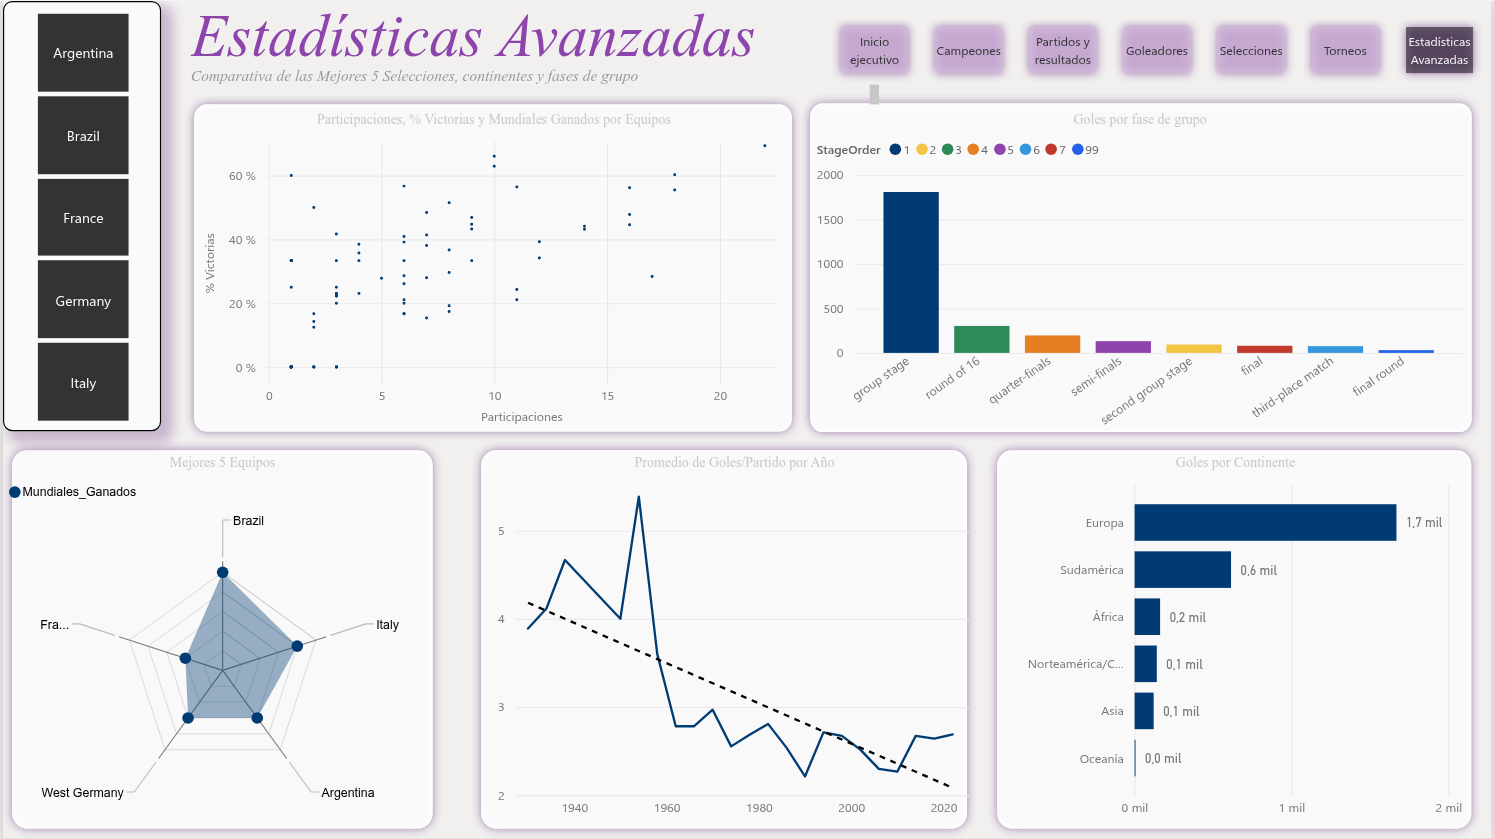 Argentina
Brazil
France
Germany
Italy
Estadísticas Avanzadas
Comparativa de las Mejores 5 Selecciones, continentes y fases de grupo
Inicio
ejecutivo
Campeones
Partidos y
resultados
Goleadores
Selecciones
Torneos
Estadísticas
Avanzadas
Participaciones, % Victorias y Mundiales Ganados por Equipos
% Victorias
60 %
40 %
20 %
0 %
0 5 10 15 20
Participaciones
Goles por fase de grupo
StageOrder 1 2 3 4 5 6 7 99
2000
1500
1000
500
0
group stage
round of 16
quarter-finals
semi-finals
second group stage
final
third-place match
final round
Mejores 5 Equipos
Mundiales_Ganados
Brazil
Fra...
Italy
West Germany
Argentina
Promedio de Goles/Partido por Año
5
4
3
2
1940 1960 1980 2000 2020
Goles por Continente
Europa 1,7 mil
Sudamérica 0,6 mil
África 0,2 mil
Norteamérica/C... 0,1 mil
Asia 0,1 mil
Oceanía 0,0 mil
0 mil 1 mil 2 mil